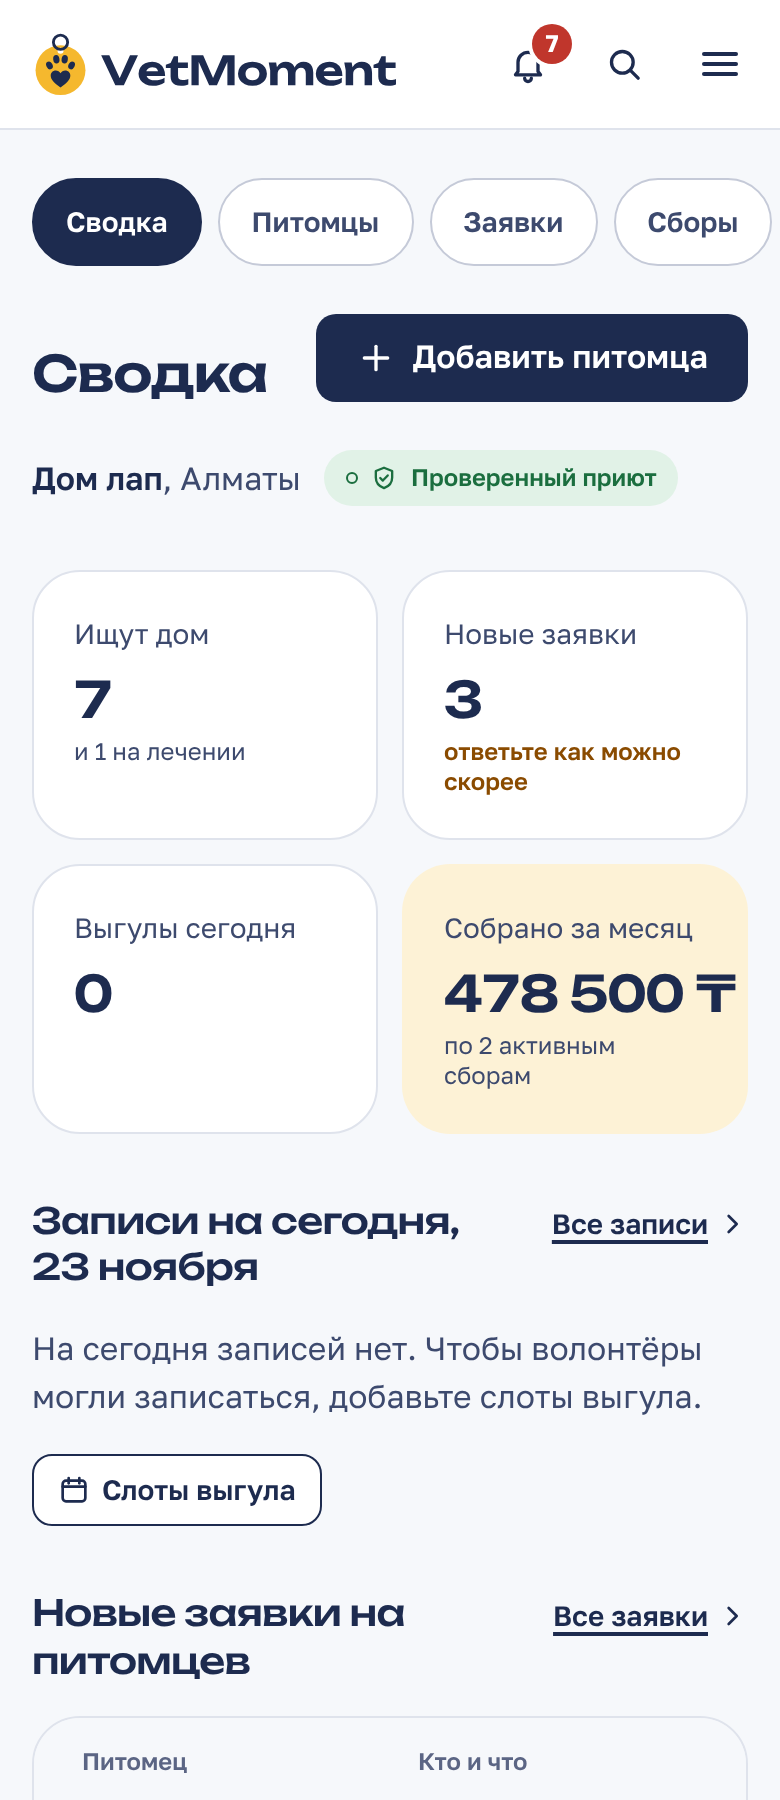 VetMoment
7
Сводка
Питомцы
Заявки
Сборы
Сводка
Добавить питомца
Дом лап, Алматы
Проверенный приют
Ищут дом
7
и 1 на лечении
Новые заявки
3
ответьте как можно
скорее
Выгулы сегодня
0
Собрано за месяц
478 500 ₸
по 2 активным
сборам
Записи на сегодня,
23 ноября
Все записи
На сегодня записей нет. Чтобы волонтёры
могли записаться, добавьте слоты выгула.
Слоты выгула
Новые заявки на
питомцев
Все заявки
Питомец
Кто и что